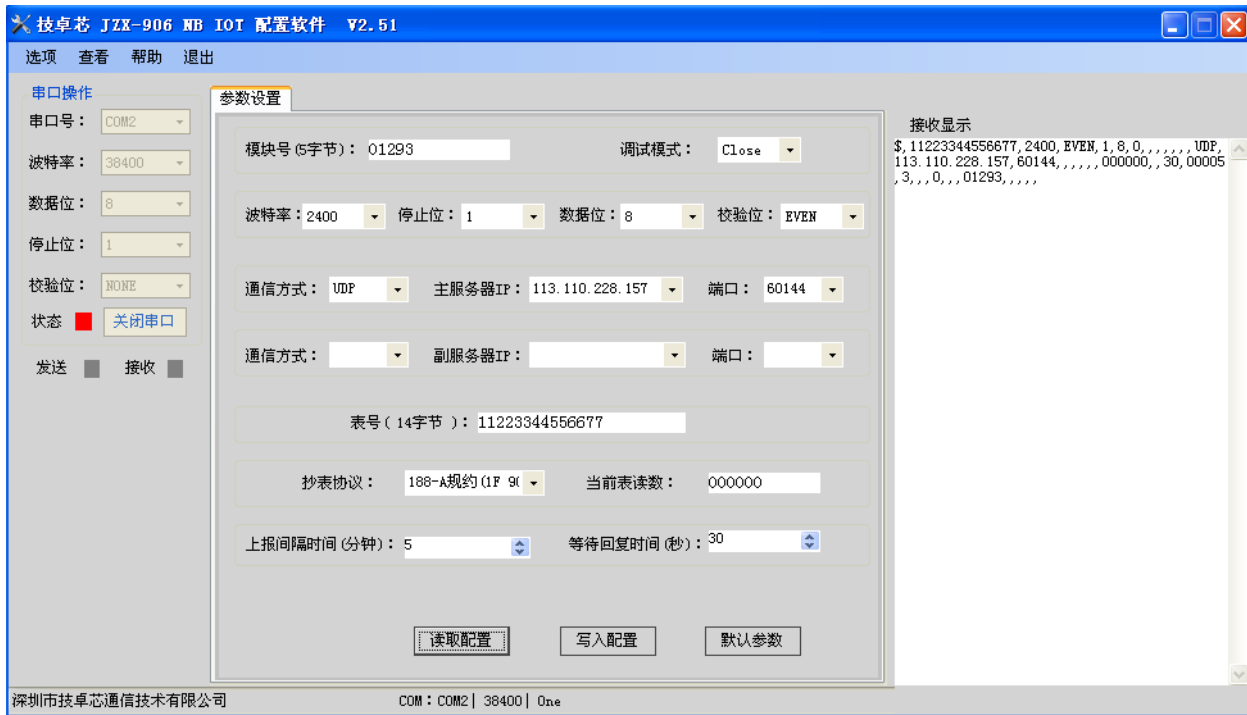 技卓芯 JZX-906 NB IOT 配置软件 V2.51
选项 查看 帮助 退出
串口操作
串口号： COM2
波特率： 38400
数据位： 8
停止位： 1
校验位： NONE
状态 关闭串口
发送 接收
参数设置
模块号(5字节)： 01293 调试模式： Close
波特率： 2400 停止位： 1 数据位： 8 校验位： EVEN
通信方式： UDP 主服务器IP： 113.110.228.157 端口： 60144
通信方式： 副服务器IP： 端口：
表号( 14字节 )： 11223344556677
抄表协议： 188-A规约(1F 90 当前表读数： 000000
上报间隔时间(分钟)： 5 等待回复时间(秒)： 30
读取配置 写入配置 默认参数
接收显示
$,11223344556677,2400,EVEN,1,8,0,,,,,,,UDP,
113.110.228.157,60144,,,,,,000000,,30,00005
,3,,,0,,,01293,,,,,
深圳市技卓芯通信技术有限公司 COM：COM2| 38400| One